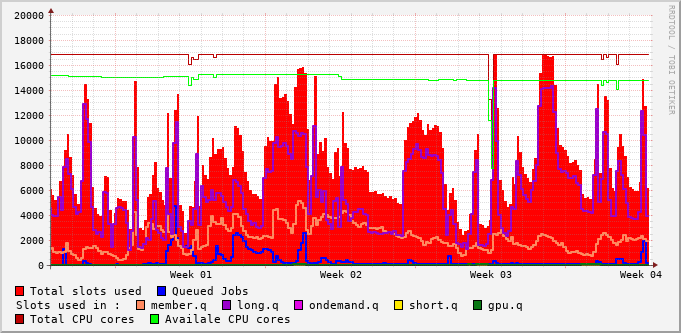 20000
18000
16000
14000
12000
10000
8000
6000
4000
2000
0
RRDTOOL / TOBI OETIKER
Week 01 Week 02 Week 03 Week 04
Total slots used Queued Jobs
Slots used in : member.q long.q ondemand.q short.q gpu.q
Total CPU cores Availale CPU cores